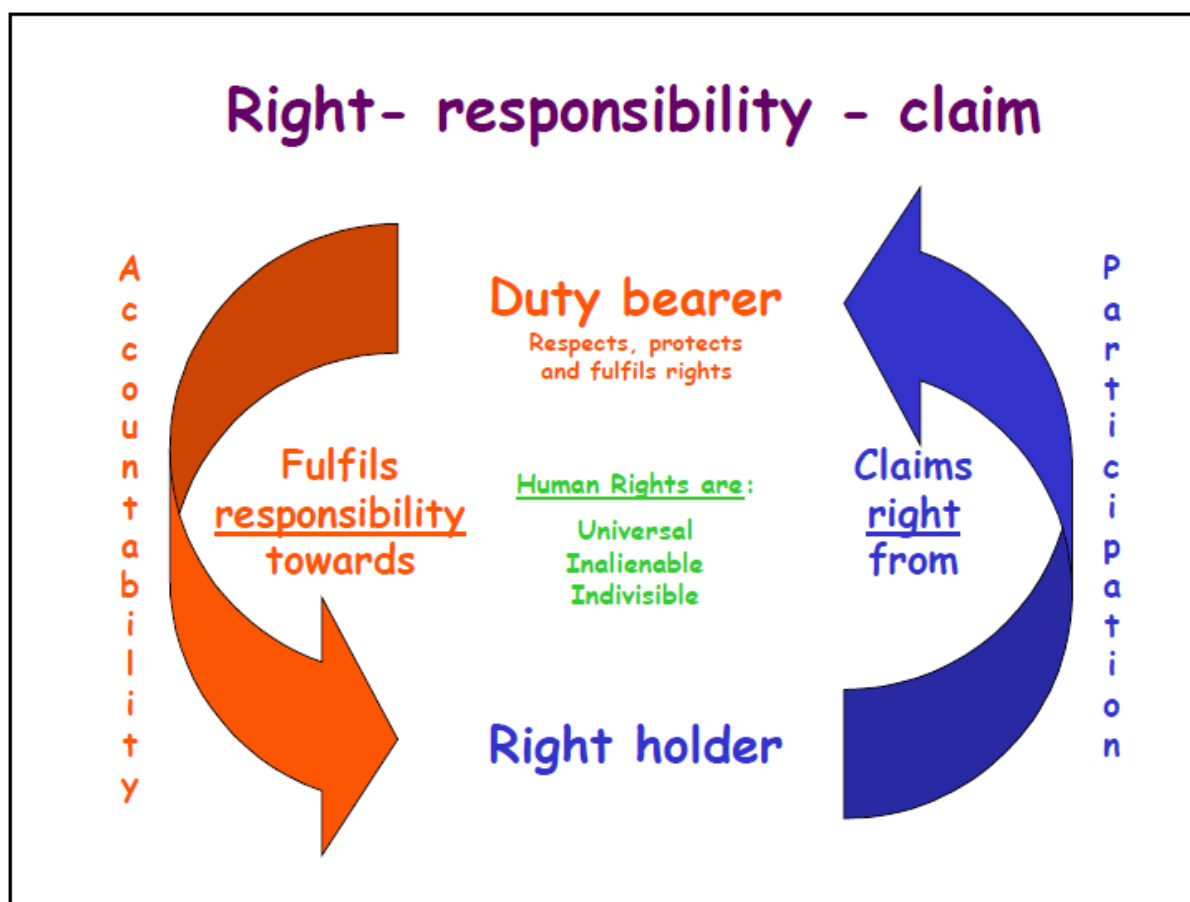 Right- responsibility - claim
Accountability
Duty bearer
Respects, protects
and fulfils rights
Fulfils
responsibility
towards
Human Rights are:
Universal
Inalienable
Indivisible
Claims
right
from
Participation
Right holder